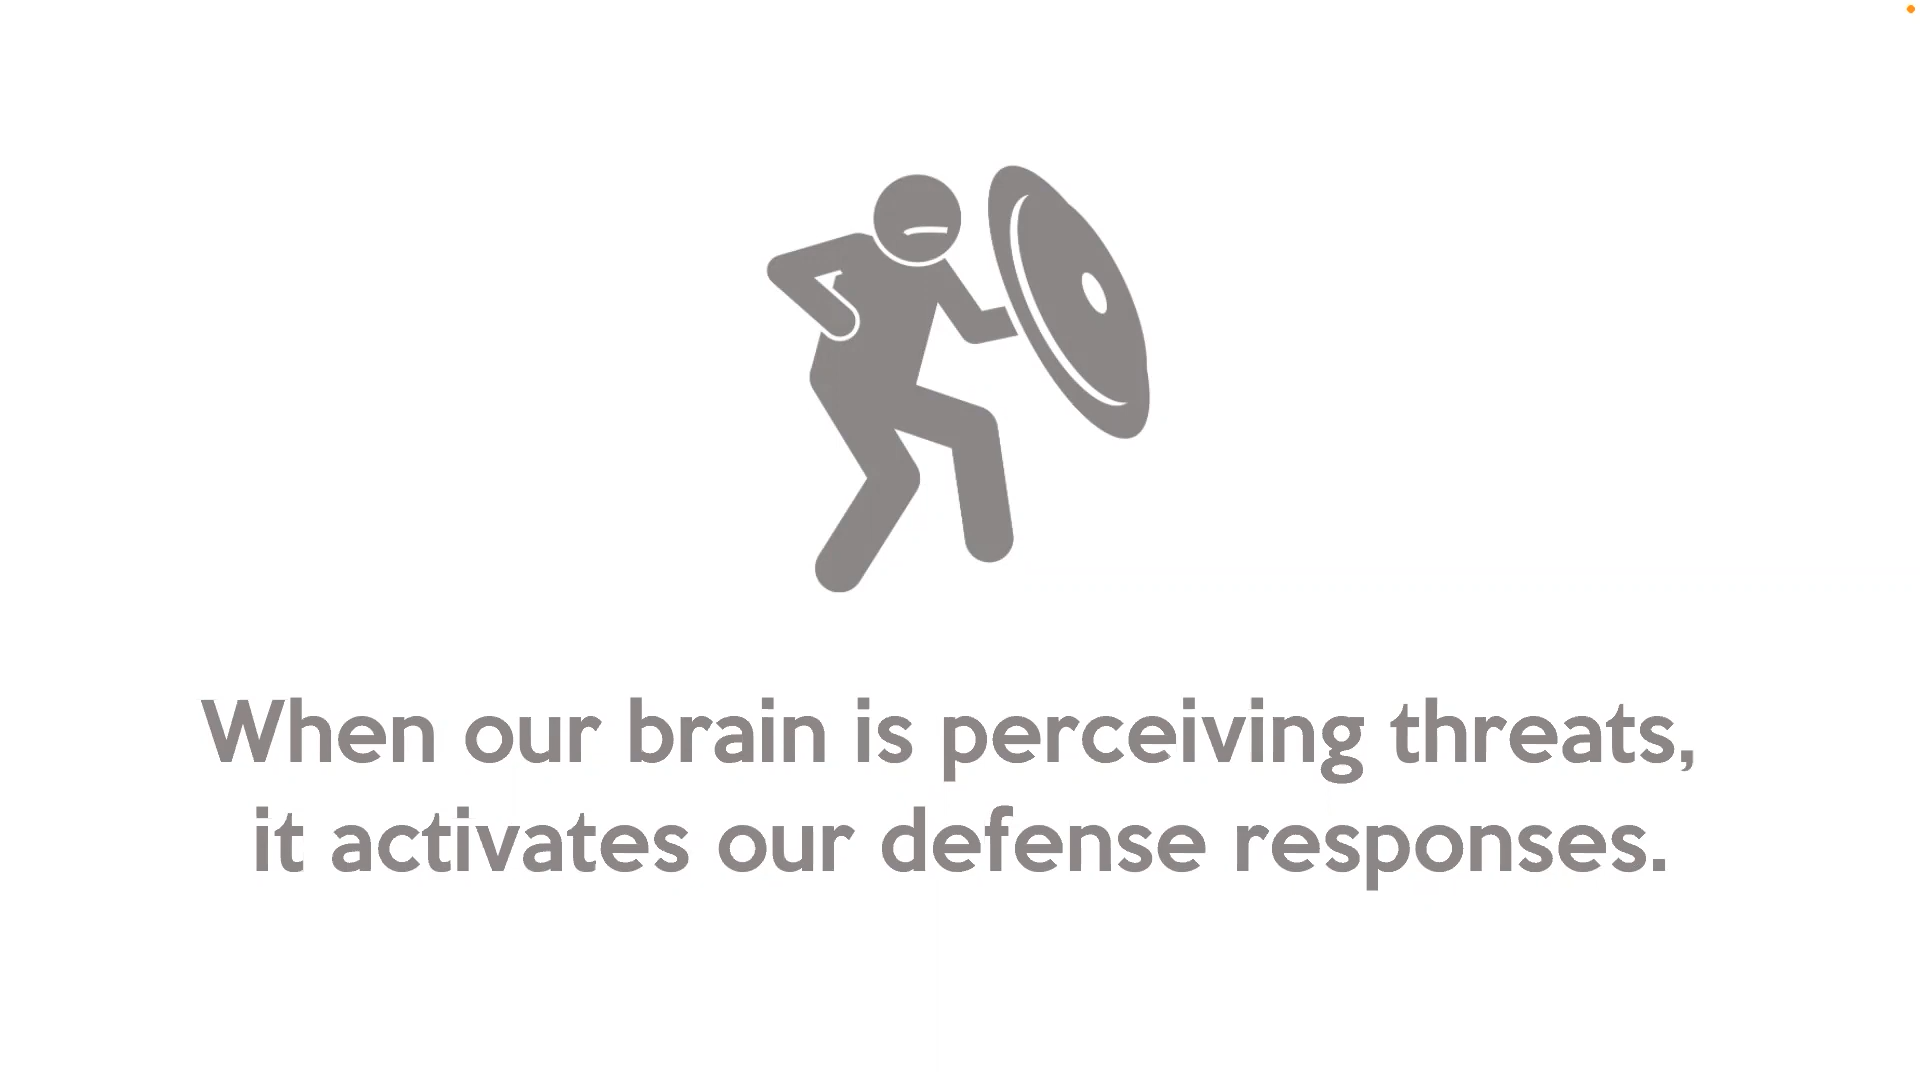 When our brain is perceiving threats,
it activates our defense responses.